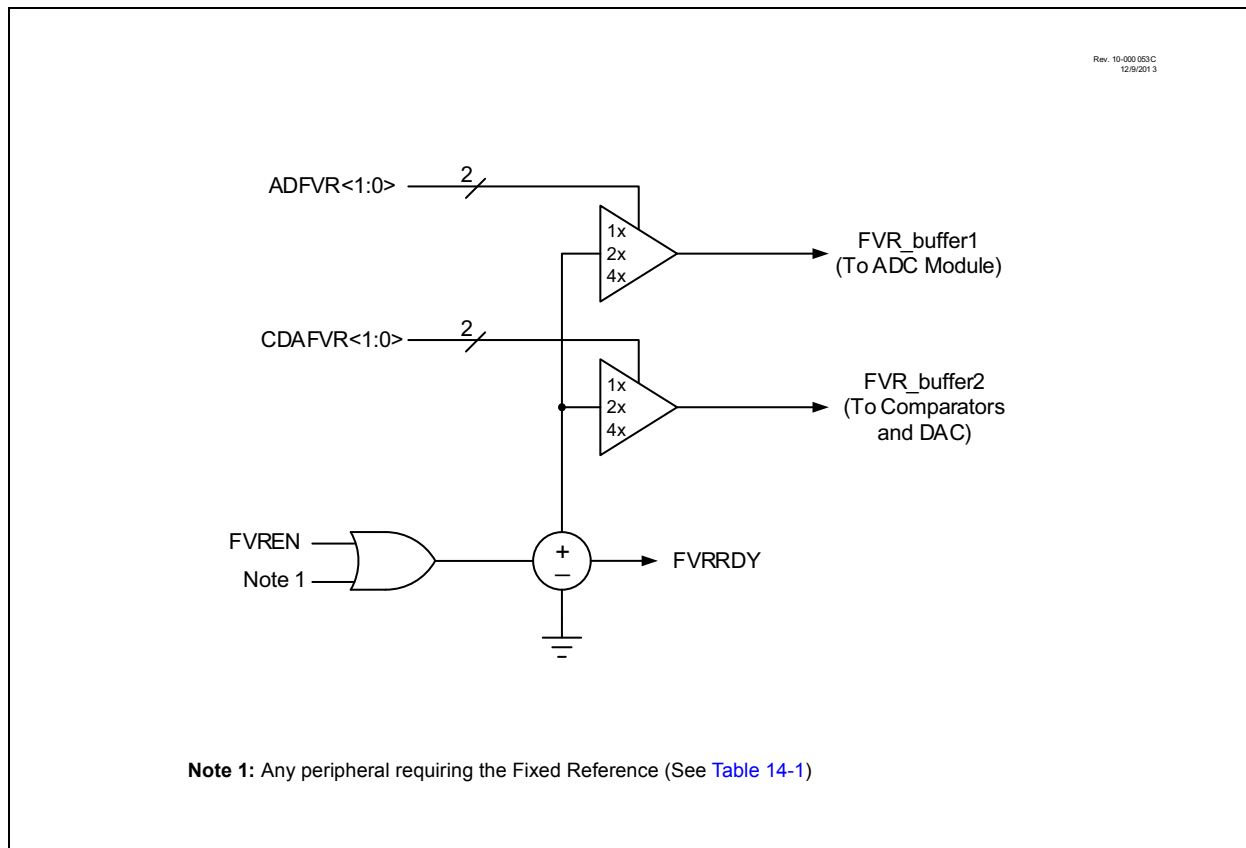 Rev. 10-000 053C
12/9/201 3
ADFVR<1:0>
2
1x
2x
4x
FVR_buffer1
(To ADC Module)
CDAFVR<1:0>
2
1x
2x
4x
FVR_buffer2
(To Comparators
and DAC)
FVREN
Note 1
+
–
FVRRDY
Note 1: Any peripheral requiring the Fixed Reference (See Table 14-1)